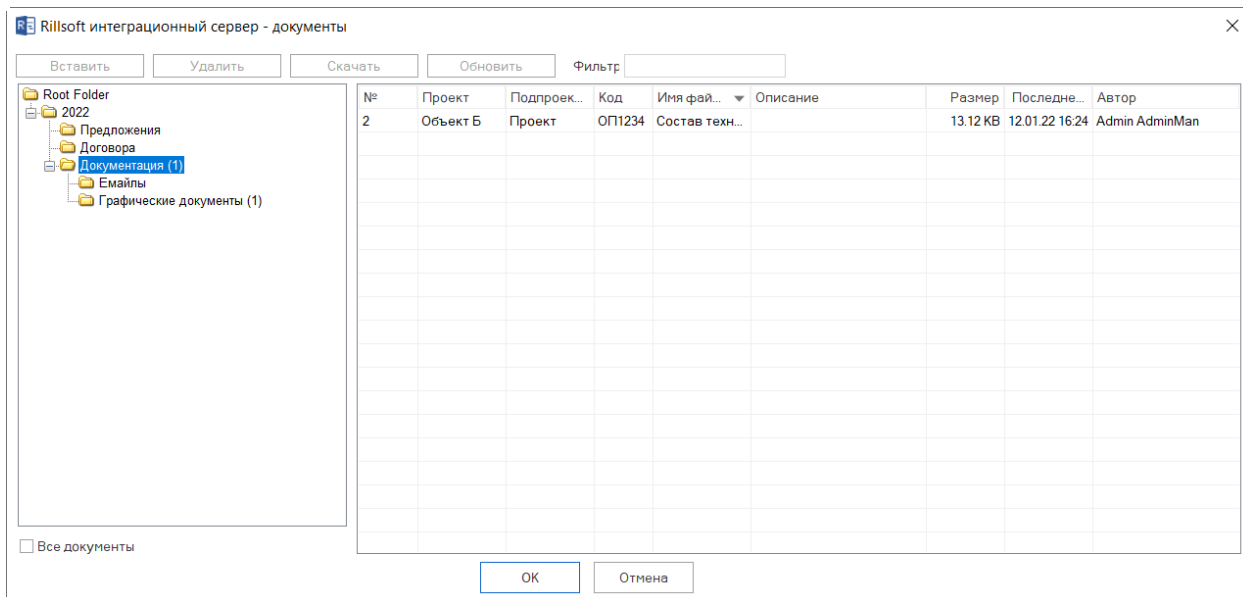 Rillsoft интеграционный сервер - документы
Вставить Удалить Скачать Обновить Фильтр
Root Folder
2022
Предложения
Договора
Документация (1)
Емайлы
Графические документы (1)
Все документы
№ Проект Подпроек... Код Имя фай... Описание Размер Последне... Автор
2 Объект Б Проект ОП1234 Состав техн... 13.12 KB 12.01.22 16:24 Admin AdminMan
OK Отмена